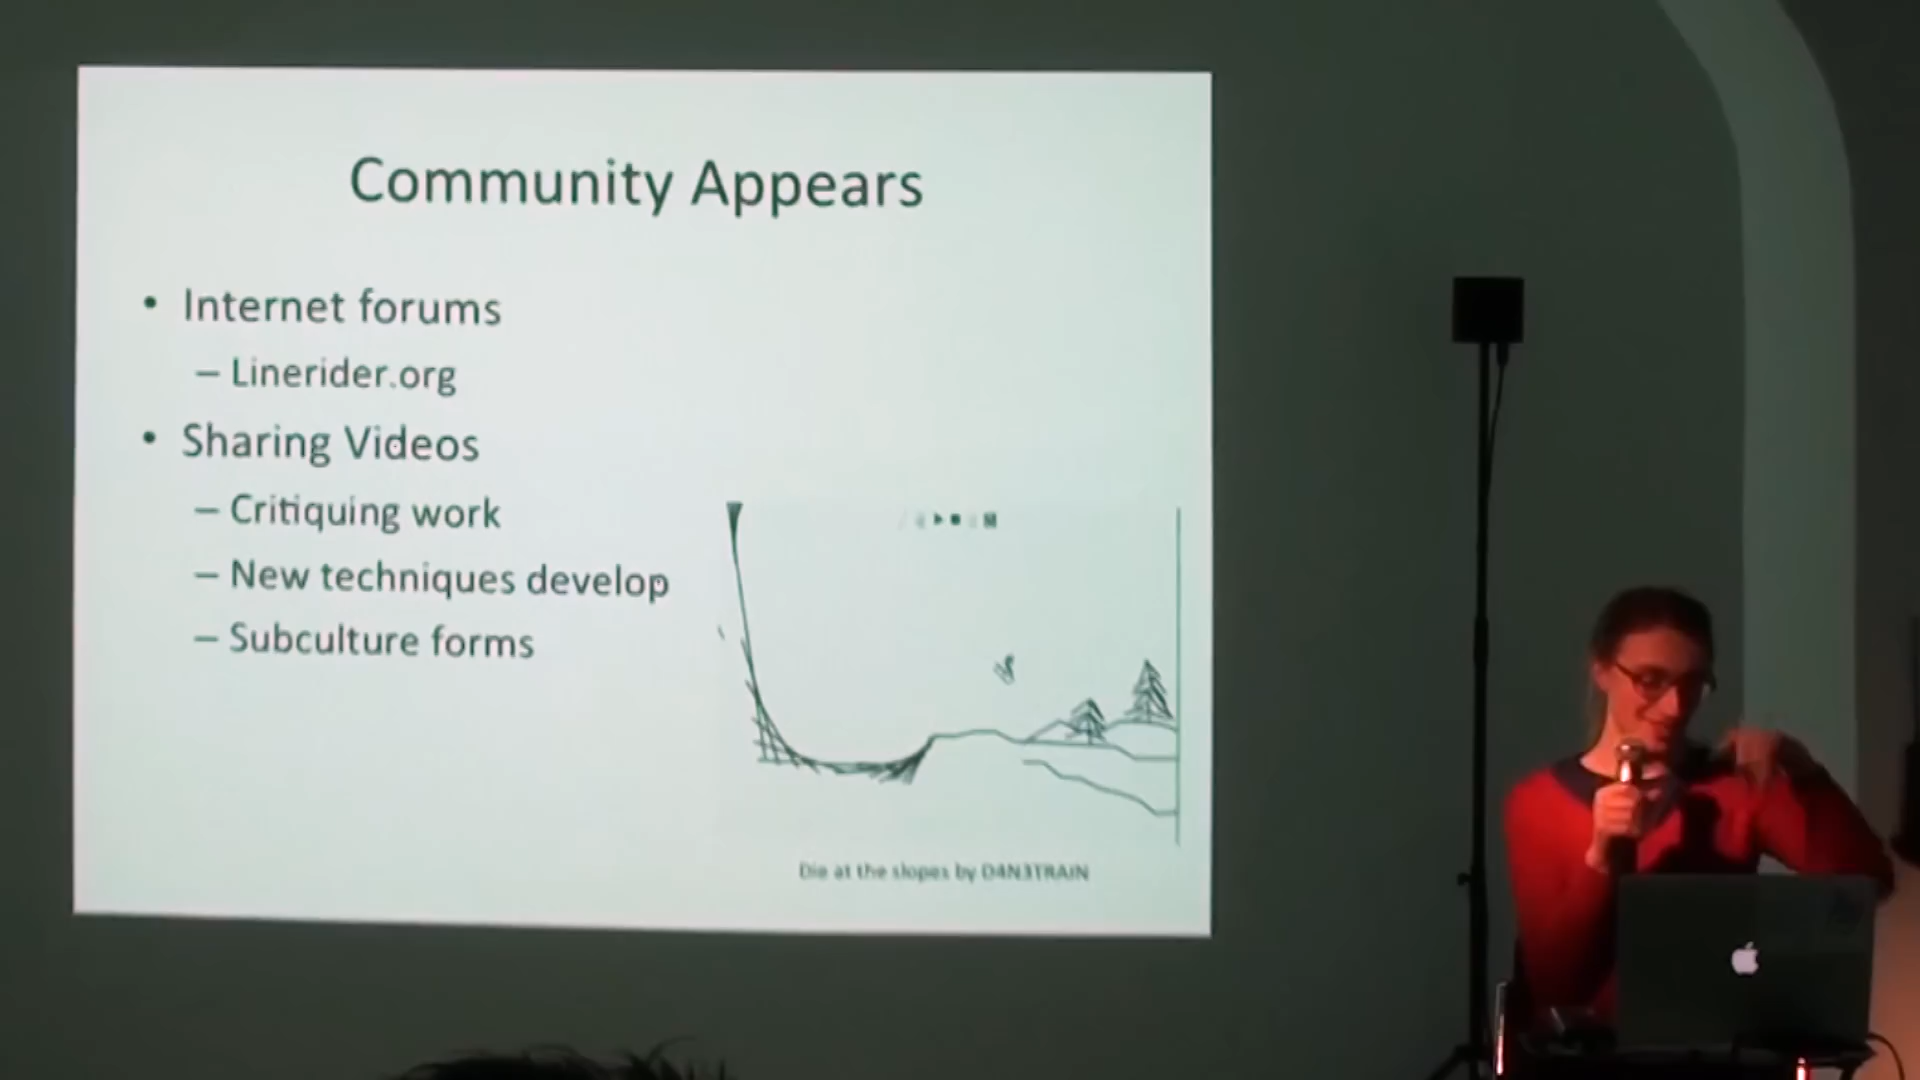 Community Appears
• Internet forums
– Linerider.org
• Sharing Videos
– Critiquing work
– New techniques develop
– Subculture forms
Die at the slopes by D4N3TRA1N